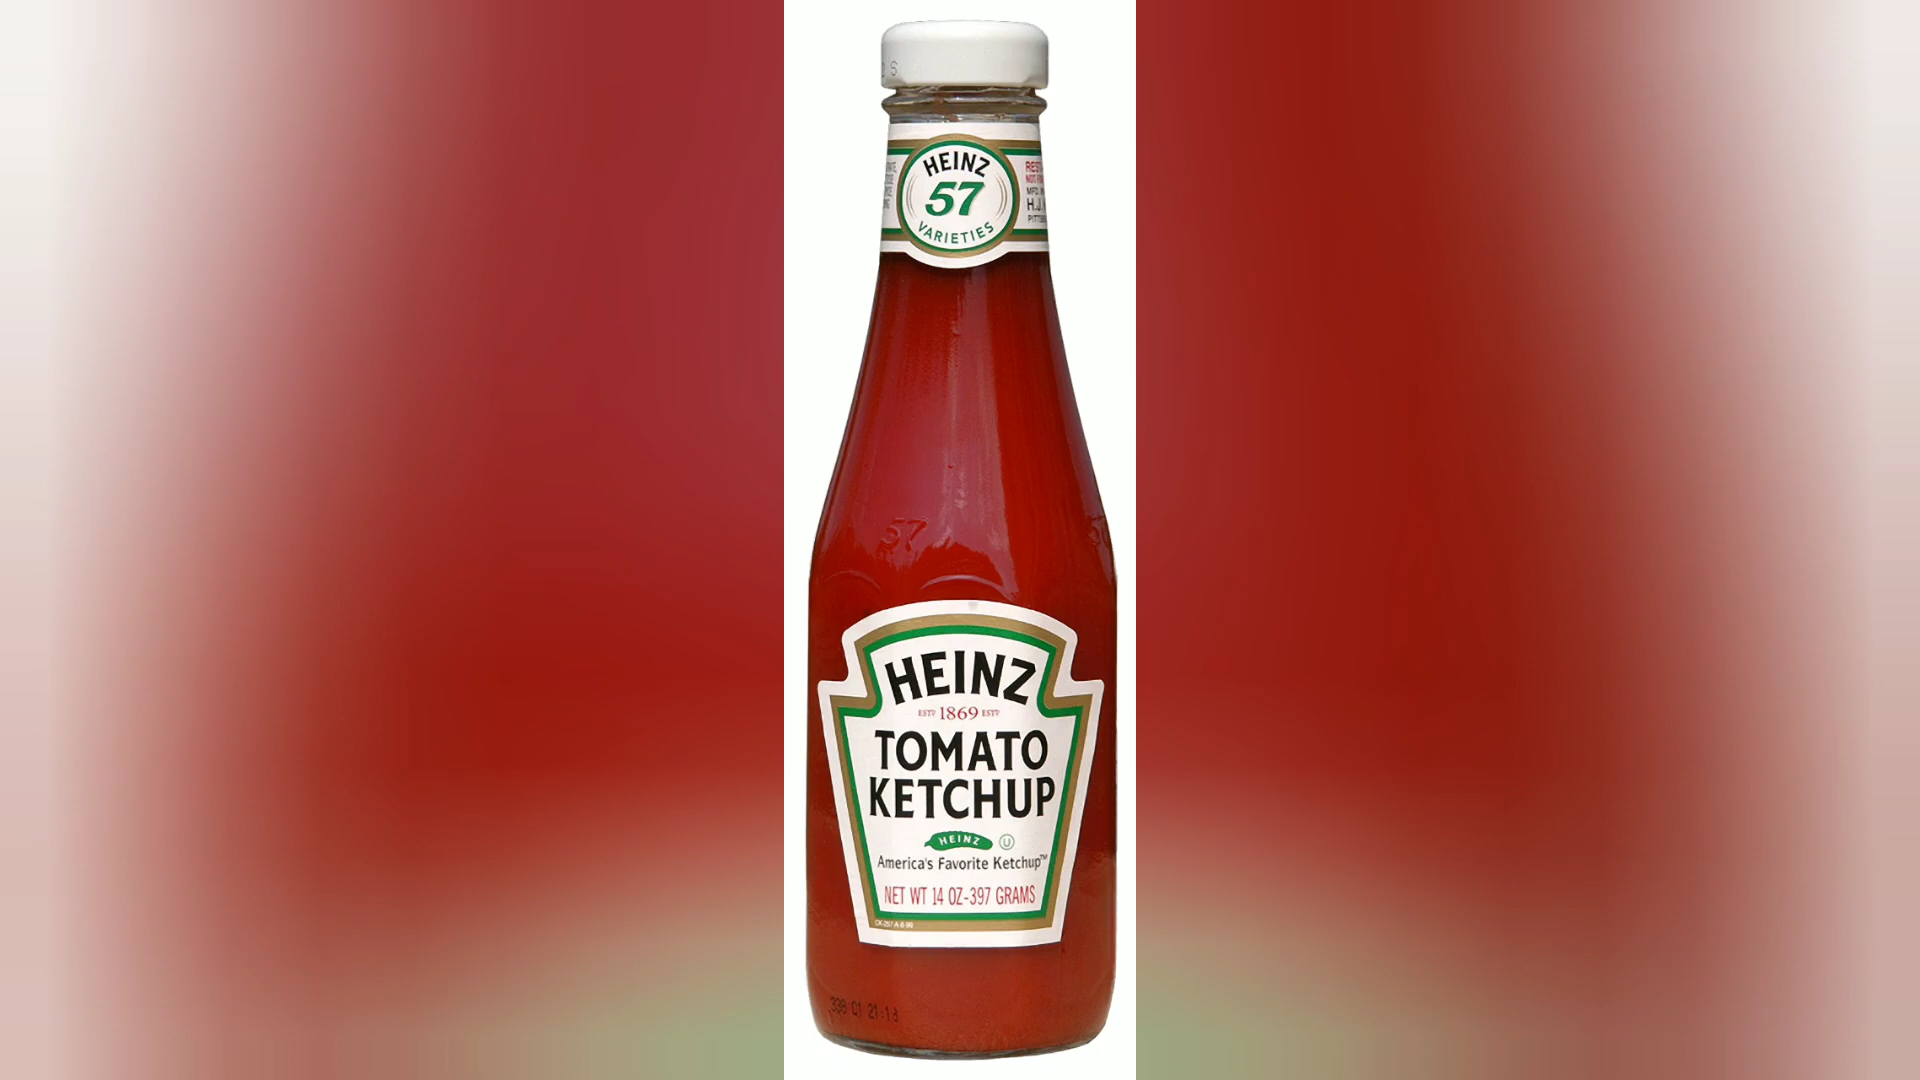 HEINZ
57
VARIETIES
H.J.
57
HEINZ
ESTD 1869 ESTD
TOMATO
KETCHUP
HEINZ U
America's Favorite Ketchup™
NET WT 14 OZ-397 GRAMS